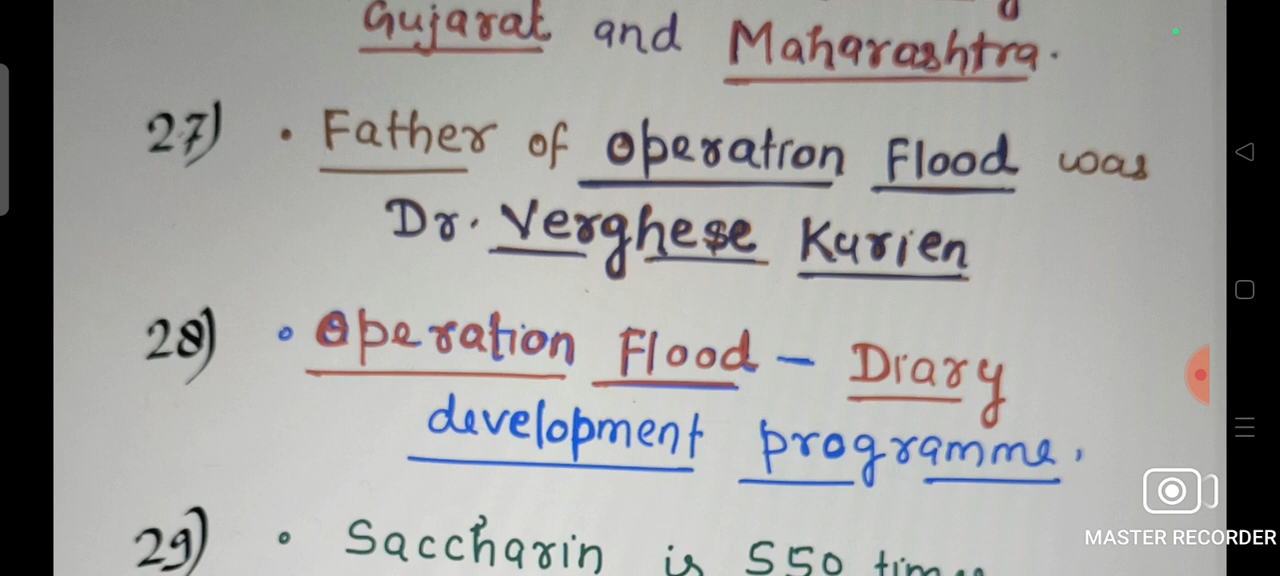 Gujarat and Maharashtra.
27) • Father of Operation Flood was
Dr. Verghese Kurien
28) • Operation Flood - Diary
development programme.
29) • Saccharin is 550 times
MASTER RECORDER